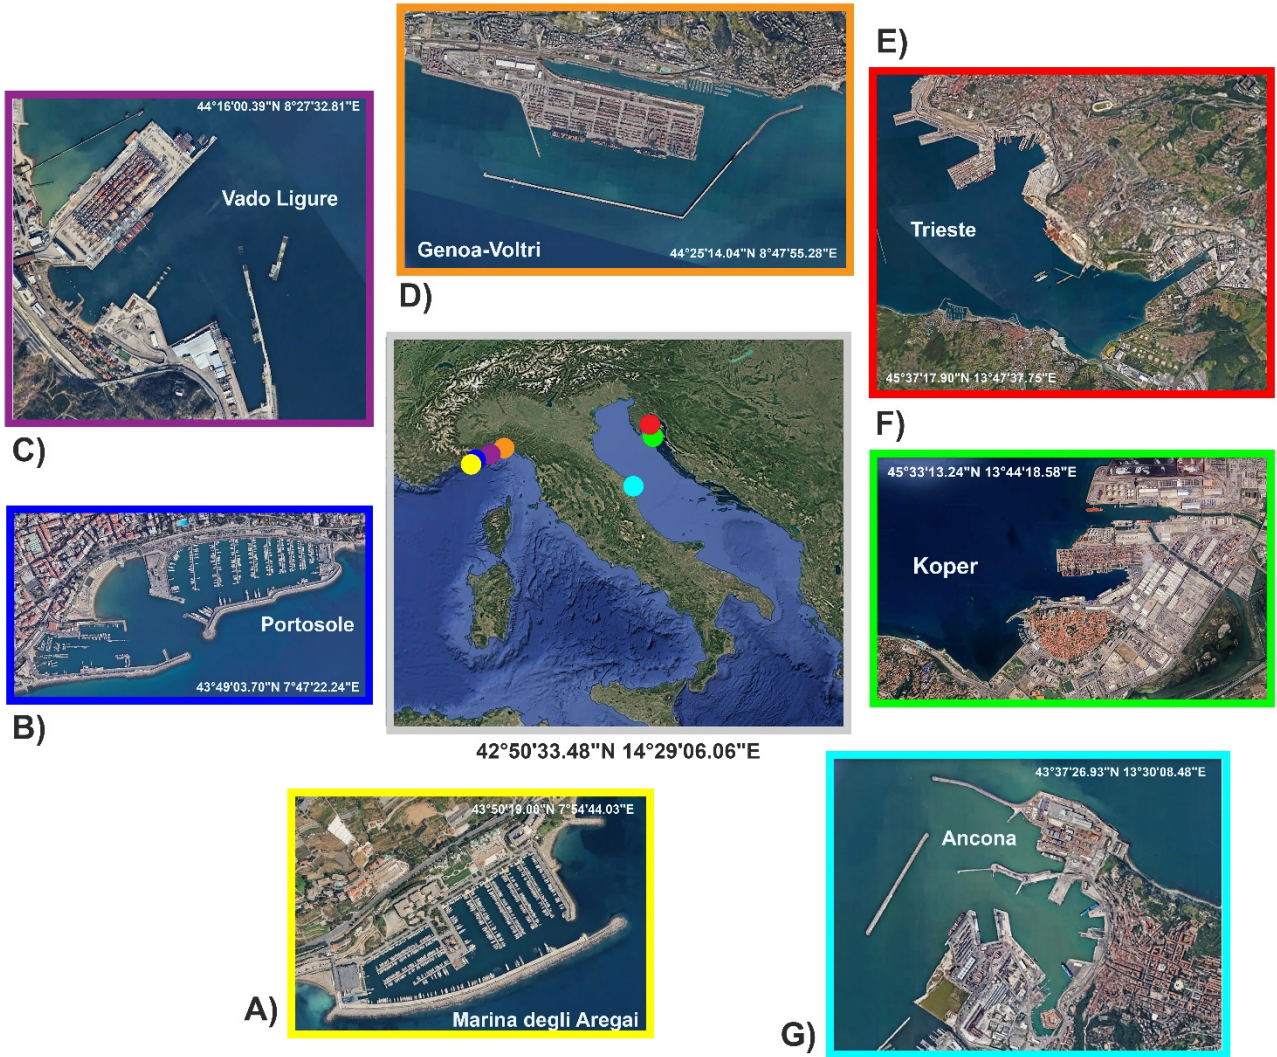 E)
44°16'00.39"N 8°27'32.81"E
Vado Ligure
C)
Genoa-Voltri
44°25'14.04"N 8°47'55.28"E
D)
Trieste
45°37'17.90"N 13°47'37.75"E
F)
45°33'13.24"N 13°44'18.58"E
Koper
Portosole
43°49'03.70"N 7°47'22.24"E
B)
42°50'33.48"N 14°29'06.06"E
43°50'19.00"N 7°54'44.03"E
Marina degli Aregai
A)
43°37'26.93"N 13°30'08.48"E
Ancona
G)